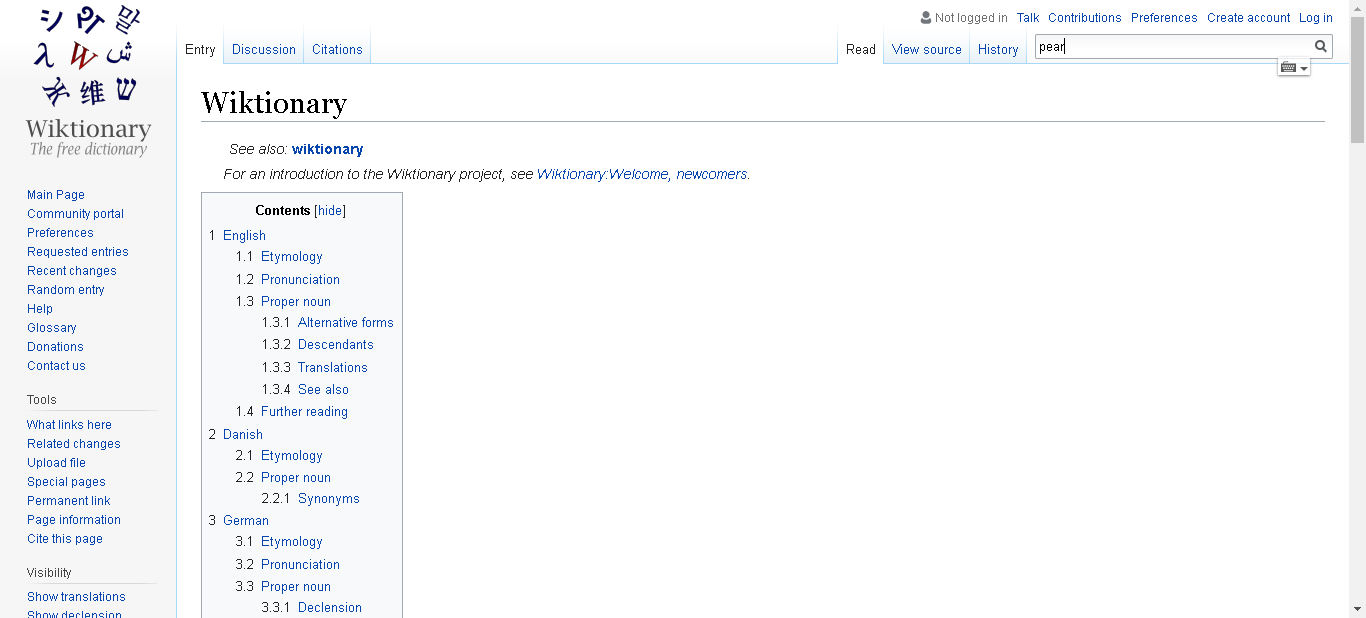 Not logged in Talk Contributions Preferences Create account Log in
Entry Discussion Citations Read View source History pear
Wiktionary
The free dictionary
Main Page
Community portal
Preferences
Requested entries
Recent changes
Random entry
Help
Glossary
Donations
Contact us
Tools
What links here
Related changes
Upload file
Special pages
Permanent link
Page information
Cite this page
Visibility
Show translations
Show declension
Wiktionary
See also: wiktionary
For an introduction to the Wiktionary project, see Wiktionary:Welcome, newcomers.
Contents [hide]
1 English
1.1 Etymology
1.2 Pronunciation
1.3 Proper noun
1.3.1 Alternative forms
1.3.2 Descendants
1.3.3 Translations
1.3.4 See also
1.4 Further reading
2 Danish
2.1 Etymology
2.2 Proper noun
2.2.1 Synonyms
3 German
3.1 Etymology
3.2 Pronunciation
3.3 Proper noun
3.3.1 Declension